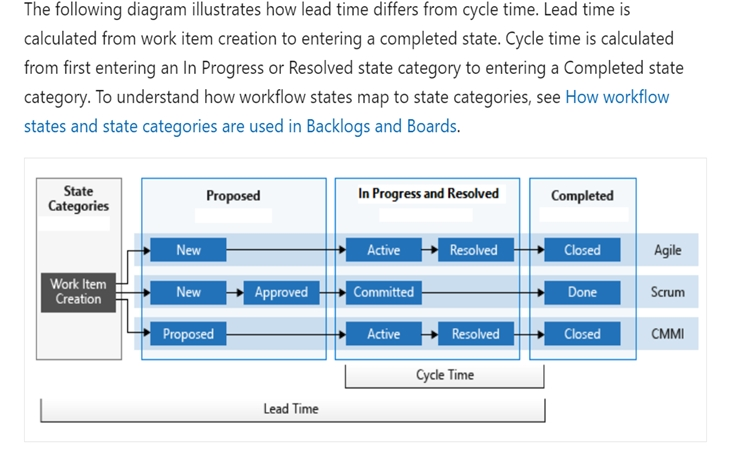 The following diagram illustrates how lead time differs from cycle time. Lead time is
calculated from work item creation to entering a completed state. Cycle time is calculated
from first entering an In Progress or Resolved state category to entering a Completed state
category. To understand how workflow states map to state categories, see How workflow
states and state categories are used in Backlogs and Boards.
State
Categories
Proposed
In Progress and Resolved
Completed
New
Active
Resolved
Closed
Agile
Work Item
Creation
New
Approved
Committed
Done
Scrum
Proposed
Active
Resolved
Closed
CMMI
Cycle Time
Lead Time